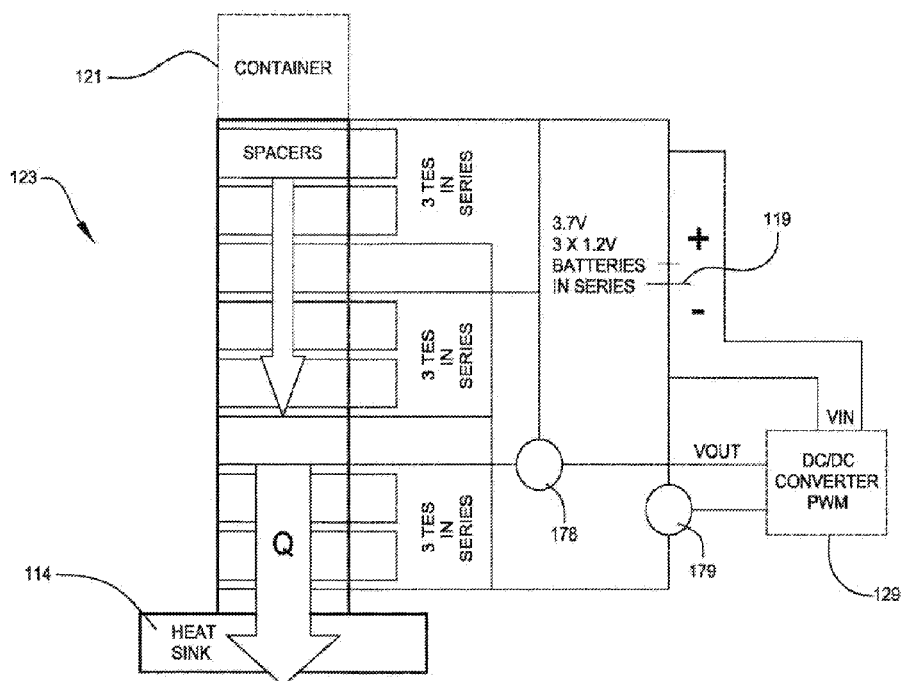 121
CONTAINER
123
SPACERS
3 TES
IN
SERIES
3.7V
3 X 1.2V
BATTERIES
IN SERIES
+
-
119
3 TES
IN
SERIES
VIN
VOUT
DC/DC
CONVERTER
PWM
178
179
129
3 TES
IN
SERIES
Q
114
HEAT
SINK